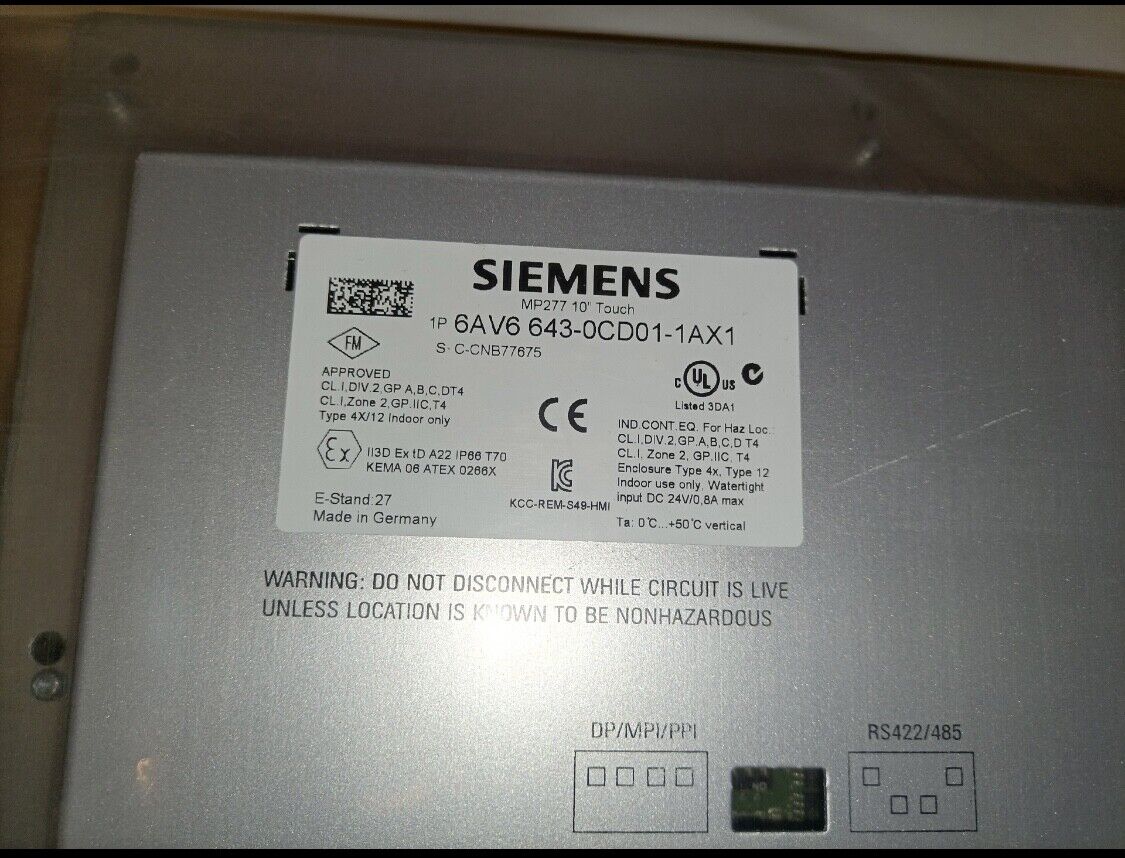 SIEMENS
MP277 10" Touch
1P 6AV6 643-0CD01-1AX1
S C-CNB77675
FM
APPROVED
CL.I,DIV.2,GP.A,B,C,DT4
CL.I,Zone 2,GP.IIC,T4
Type 4X/12 Indoor only
Ex II3D Ex tD A22 IP66 T70
KEMA 06 ATEX 0266X
E-Stand:27
Made in Germany
CE
KCC-REM-S49-HMI
C UL US
Listed 3DA1
IND.CONT.EQ. For Haz Loc.
CL.I,DIV.2,GP.A,B,C,D T4
CL.I, Zone 2, GP.IIC, T4
Enclosure Type 4x, Type 12
Indoor use only, Watertight
input DC 24V/0,8A max
Ta: 0°C...+50°C vertical
WARNING: DO NOT DISCONNECT WHILE CIRCUIT IS LIVE
UNLESS LOCATION IS KNOWN TO BE NONHAZARDOUS
DP/MPI/PPI
RS422/485